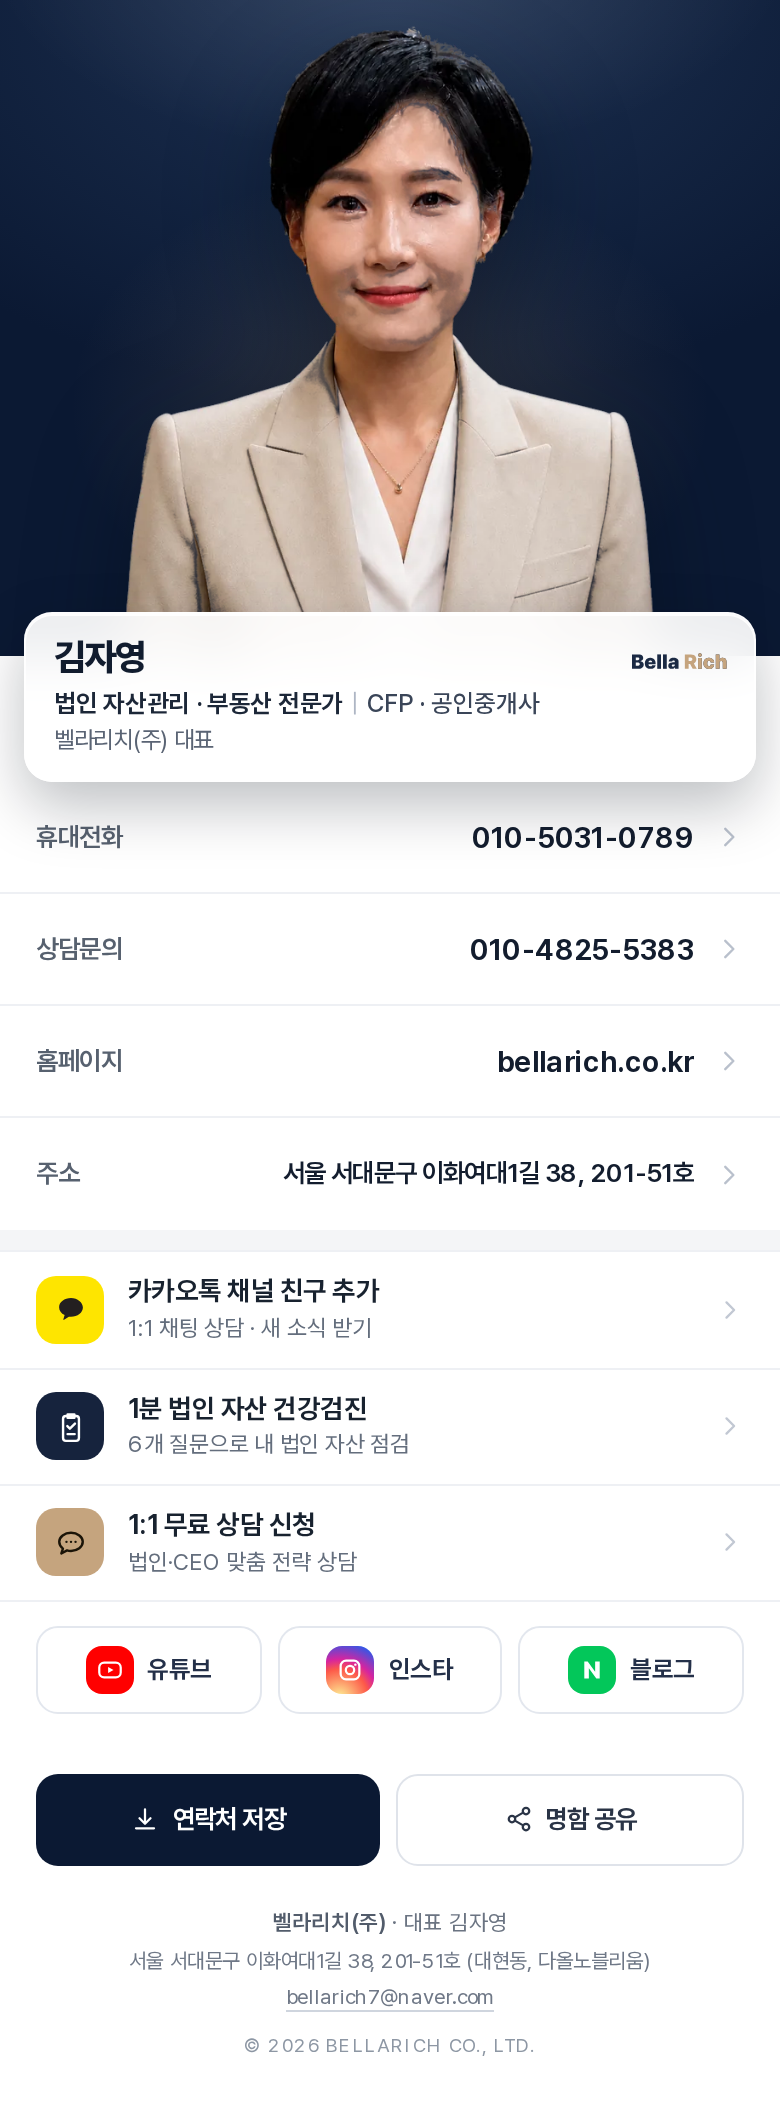 김자영
Bella Rich
법인 자산관리 · 부동산 전문가 | CFP · 공인중개사
벨라리치(주) 대표
휴대전화 010-5031-0789
상담문의 010-4825-5383
홈페이지 bellarich.co.kr
주소 서울 서대문구 이화여대1길 38, 201-51호
카카오톡 채널 친구 추가
1:1 채팅 상담 · 새 소식 받기
1분 법인 자산 건강검진
6개 질문으로 내 법인 자산 점검
1:1 무료 상담 신청
법인·CEO 맞춤 전략 상담
유튜브 인스타 N 블로그
연락처 저장 명함 공유
벨라리치(주) · 대표 김자영
서울 서대문구 이화여대1길 38, 201-51호 (대현동, 다올노블리움)
bellarich7@naver.com
© 2026 BELLARICH CO., LTD.